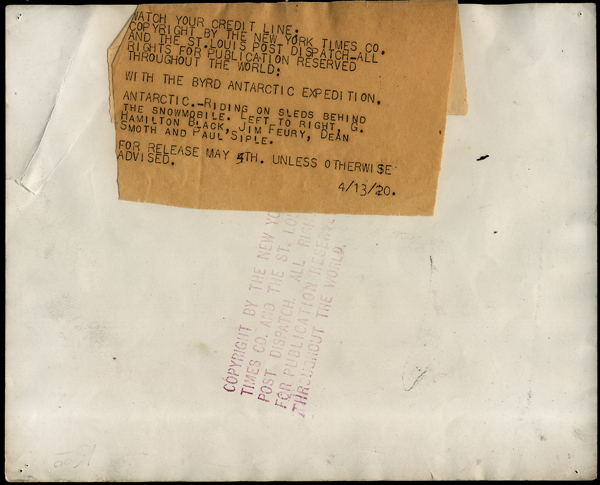 WATCH YOUR CREDIT LINE.
COPYRIGHT BY THE NEW YORK TIMES CO.
AND THE ST.LOUIS POST DISPATCH-ALL
RIGHTS FOR PUBLICATION RESERVED
THROUGHOUT THE WORLD:
WITH THE BYRD ANTARCTIC EXPEDITION.
ANTARCTIC.-RIDING ON SLEDS BEHIND
THE SNOWMOBILE. LEFT TO RIGHT, G.
HAMILTON BLACK, JIM FEURY, DEAN
SMOTH AND PAUL SIPLE.
FOR RELEASE MAY 5TH. UNLESS OTHERWISE
ADVISED.
4/13/20.
COPYRIGHT BY THE NEW YO
TIMES CO. AND THE ST. LOU
POST DISPATCH. ALL RIGH
FOR PUBLICATION RESERVE
THROUGHOUT THE WORLD.